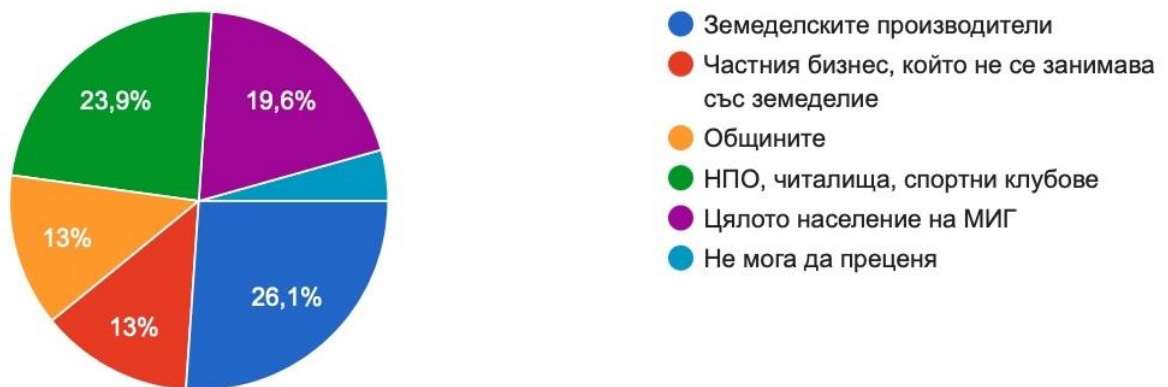 23,9%
19,6%
13%
13%
26,1%
Земеделските производители
Частния бизнес, който не се занимава
със земеделие
Общините
НПО, читалища, спортни клубове
Цялото население на МИГ
Не мога да преценя